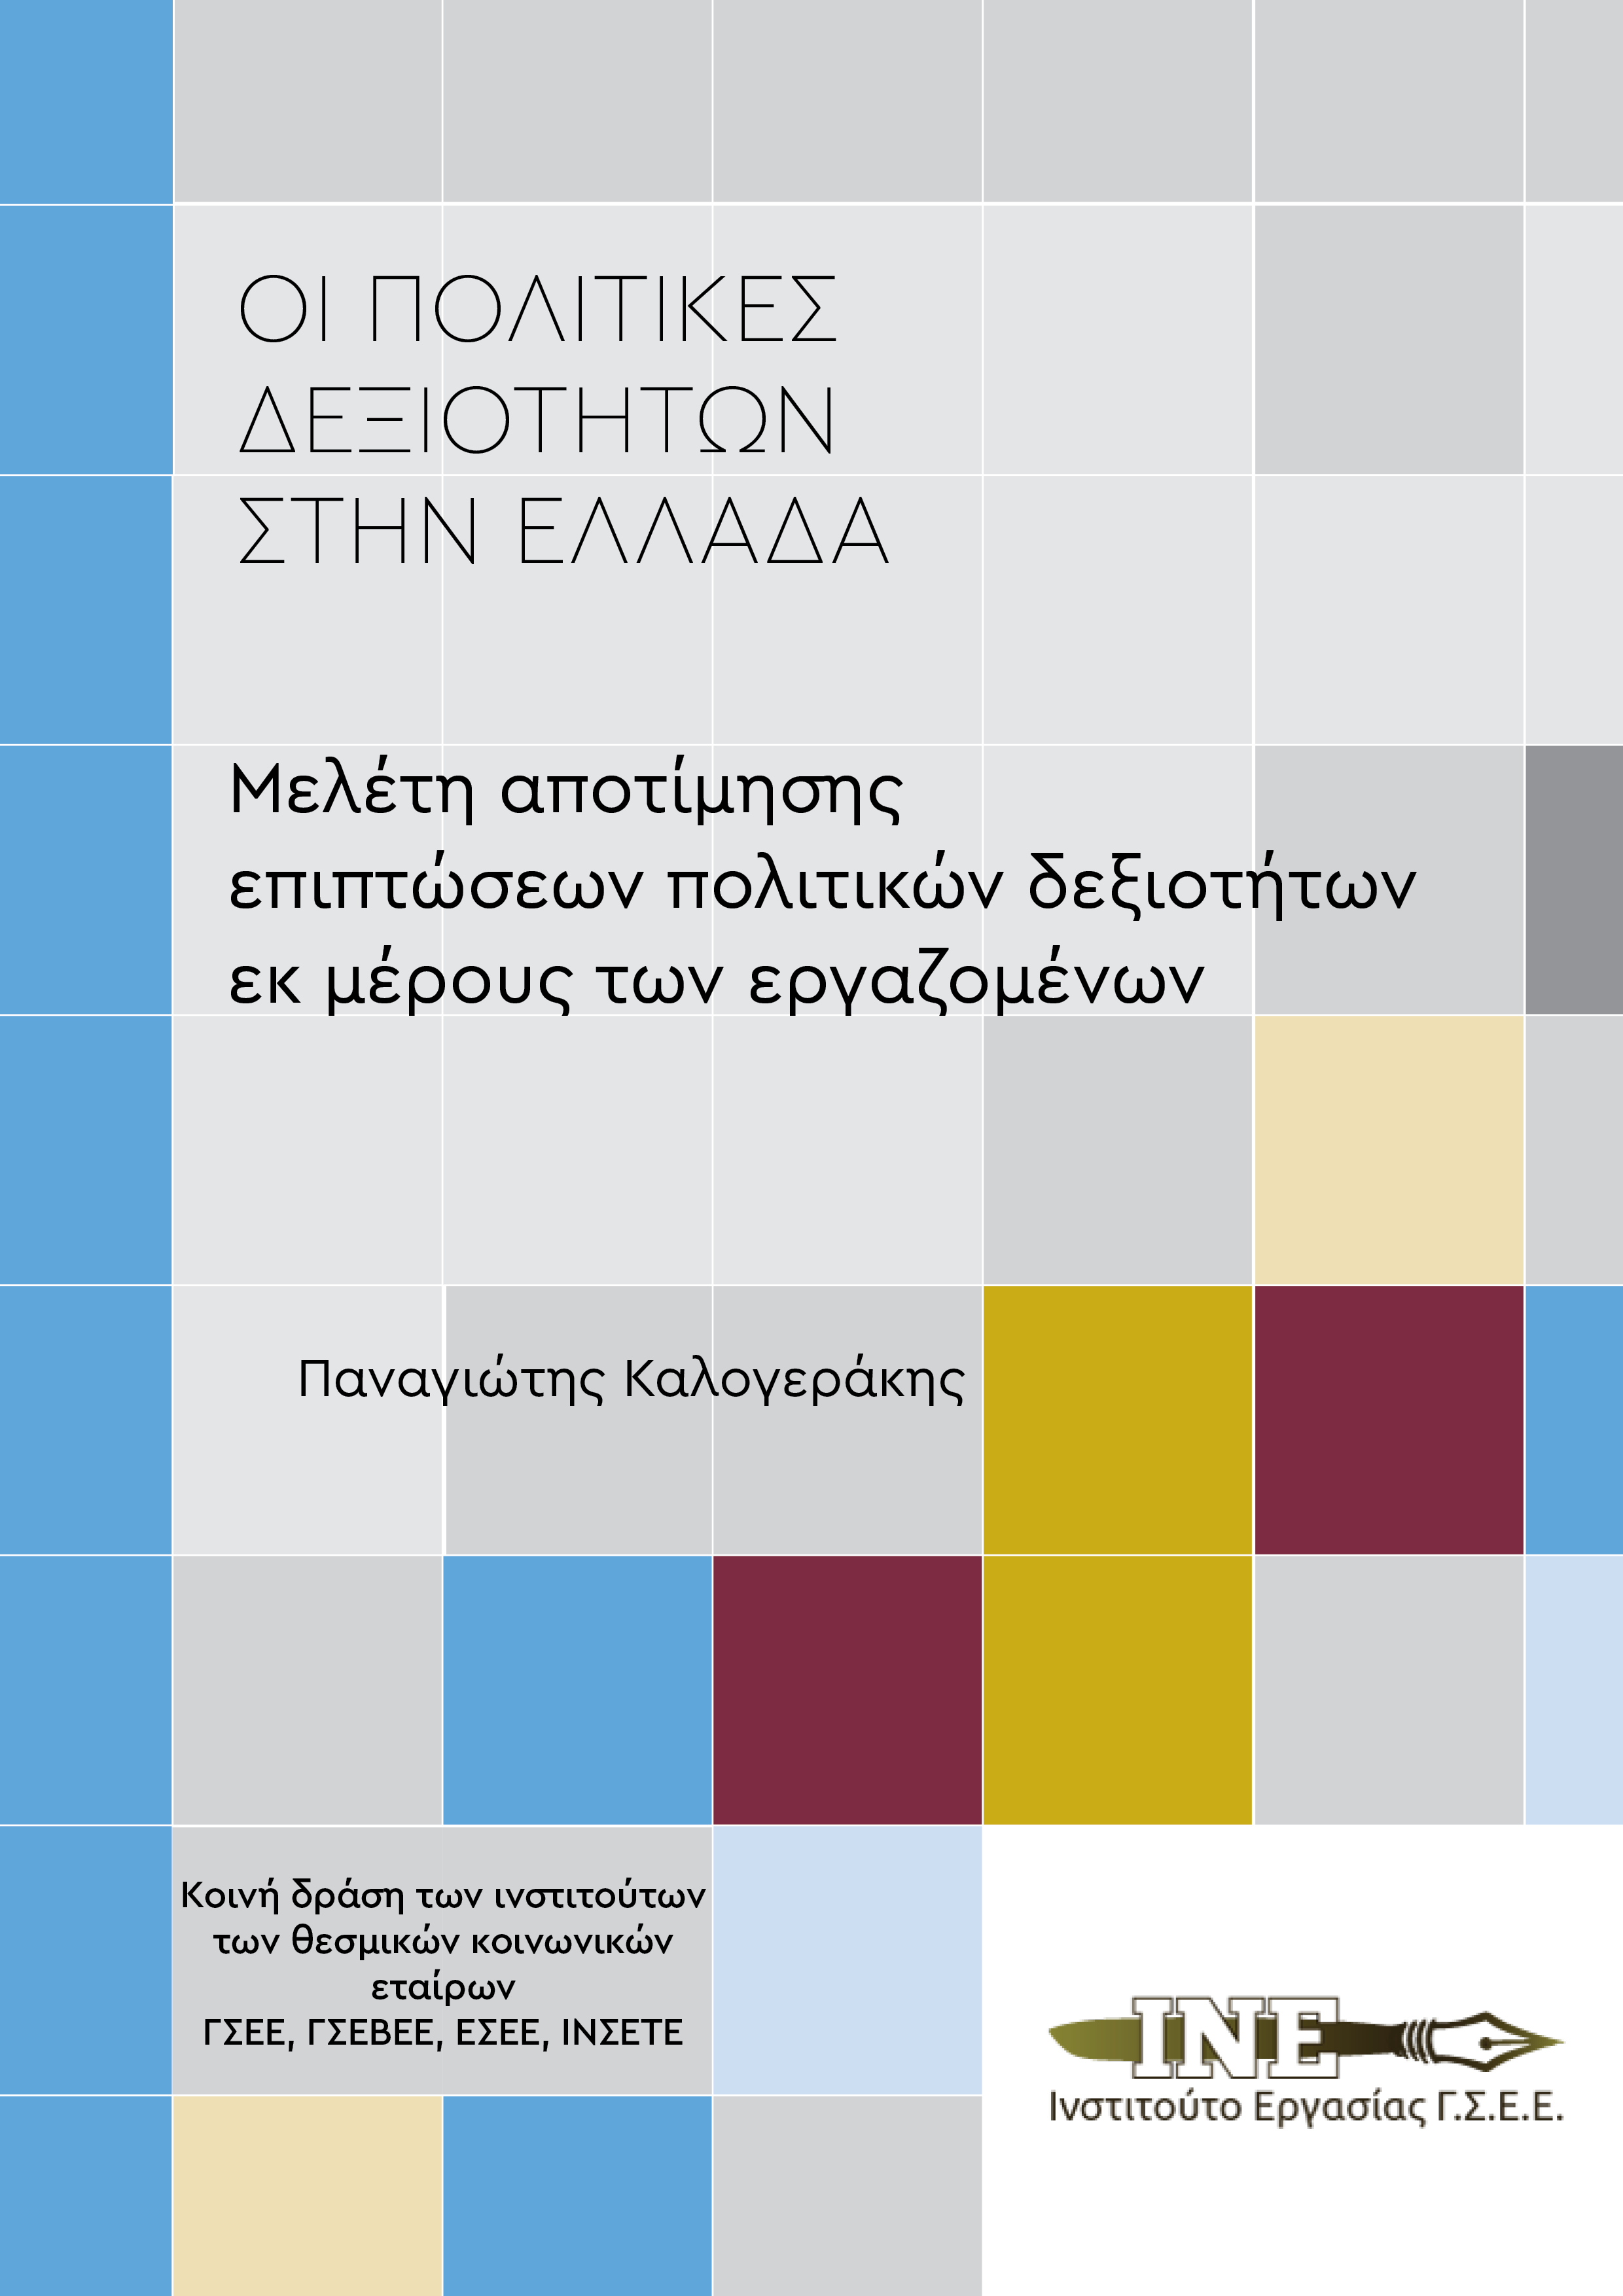 ΟΙ ΠΟΛΙΤΙΚΕΣ
ΔΕΞΙΟΤΗΤΩΝ
ΣΤΗΝ ΕΛΛΑΔΑ
Μελέτη αποτίμησης
επιπτώσεων πολιτικών δεξιοτήτων
εκ μέρους των εργαζομένων
Παναγιώτης Καλογεράκης
Κοινή δράση των ινστιτούτων
των θεσμικών κοινωνικών
εταίρων
ΓΣΕΕ, ΓΣΕΒΕΕ, ΕΣΕΕ, ΙΝΣΕΤΕ
ΙΝΕ
Ινστιτούτο Εργασίας Γ.Σ.Ε.Ε.